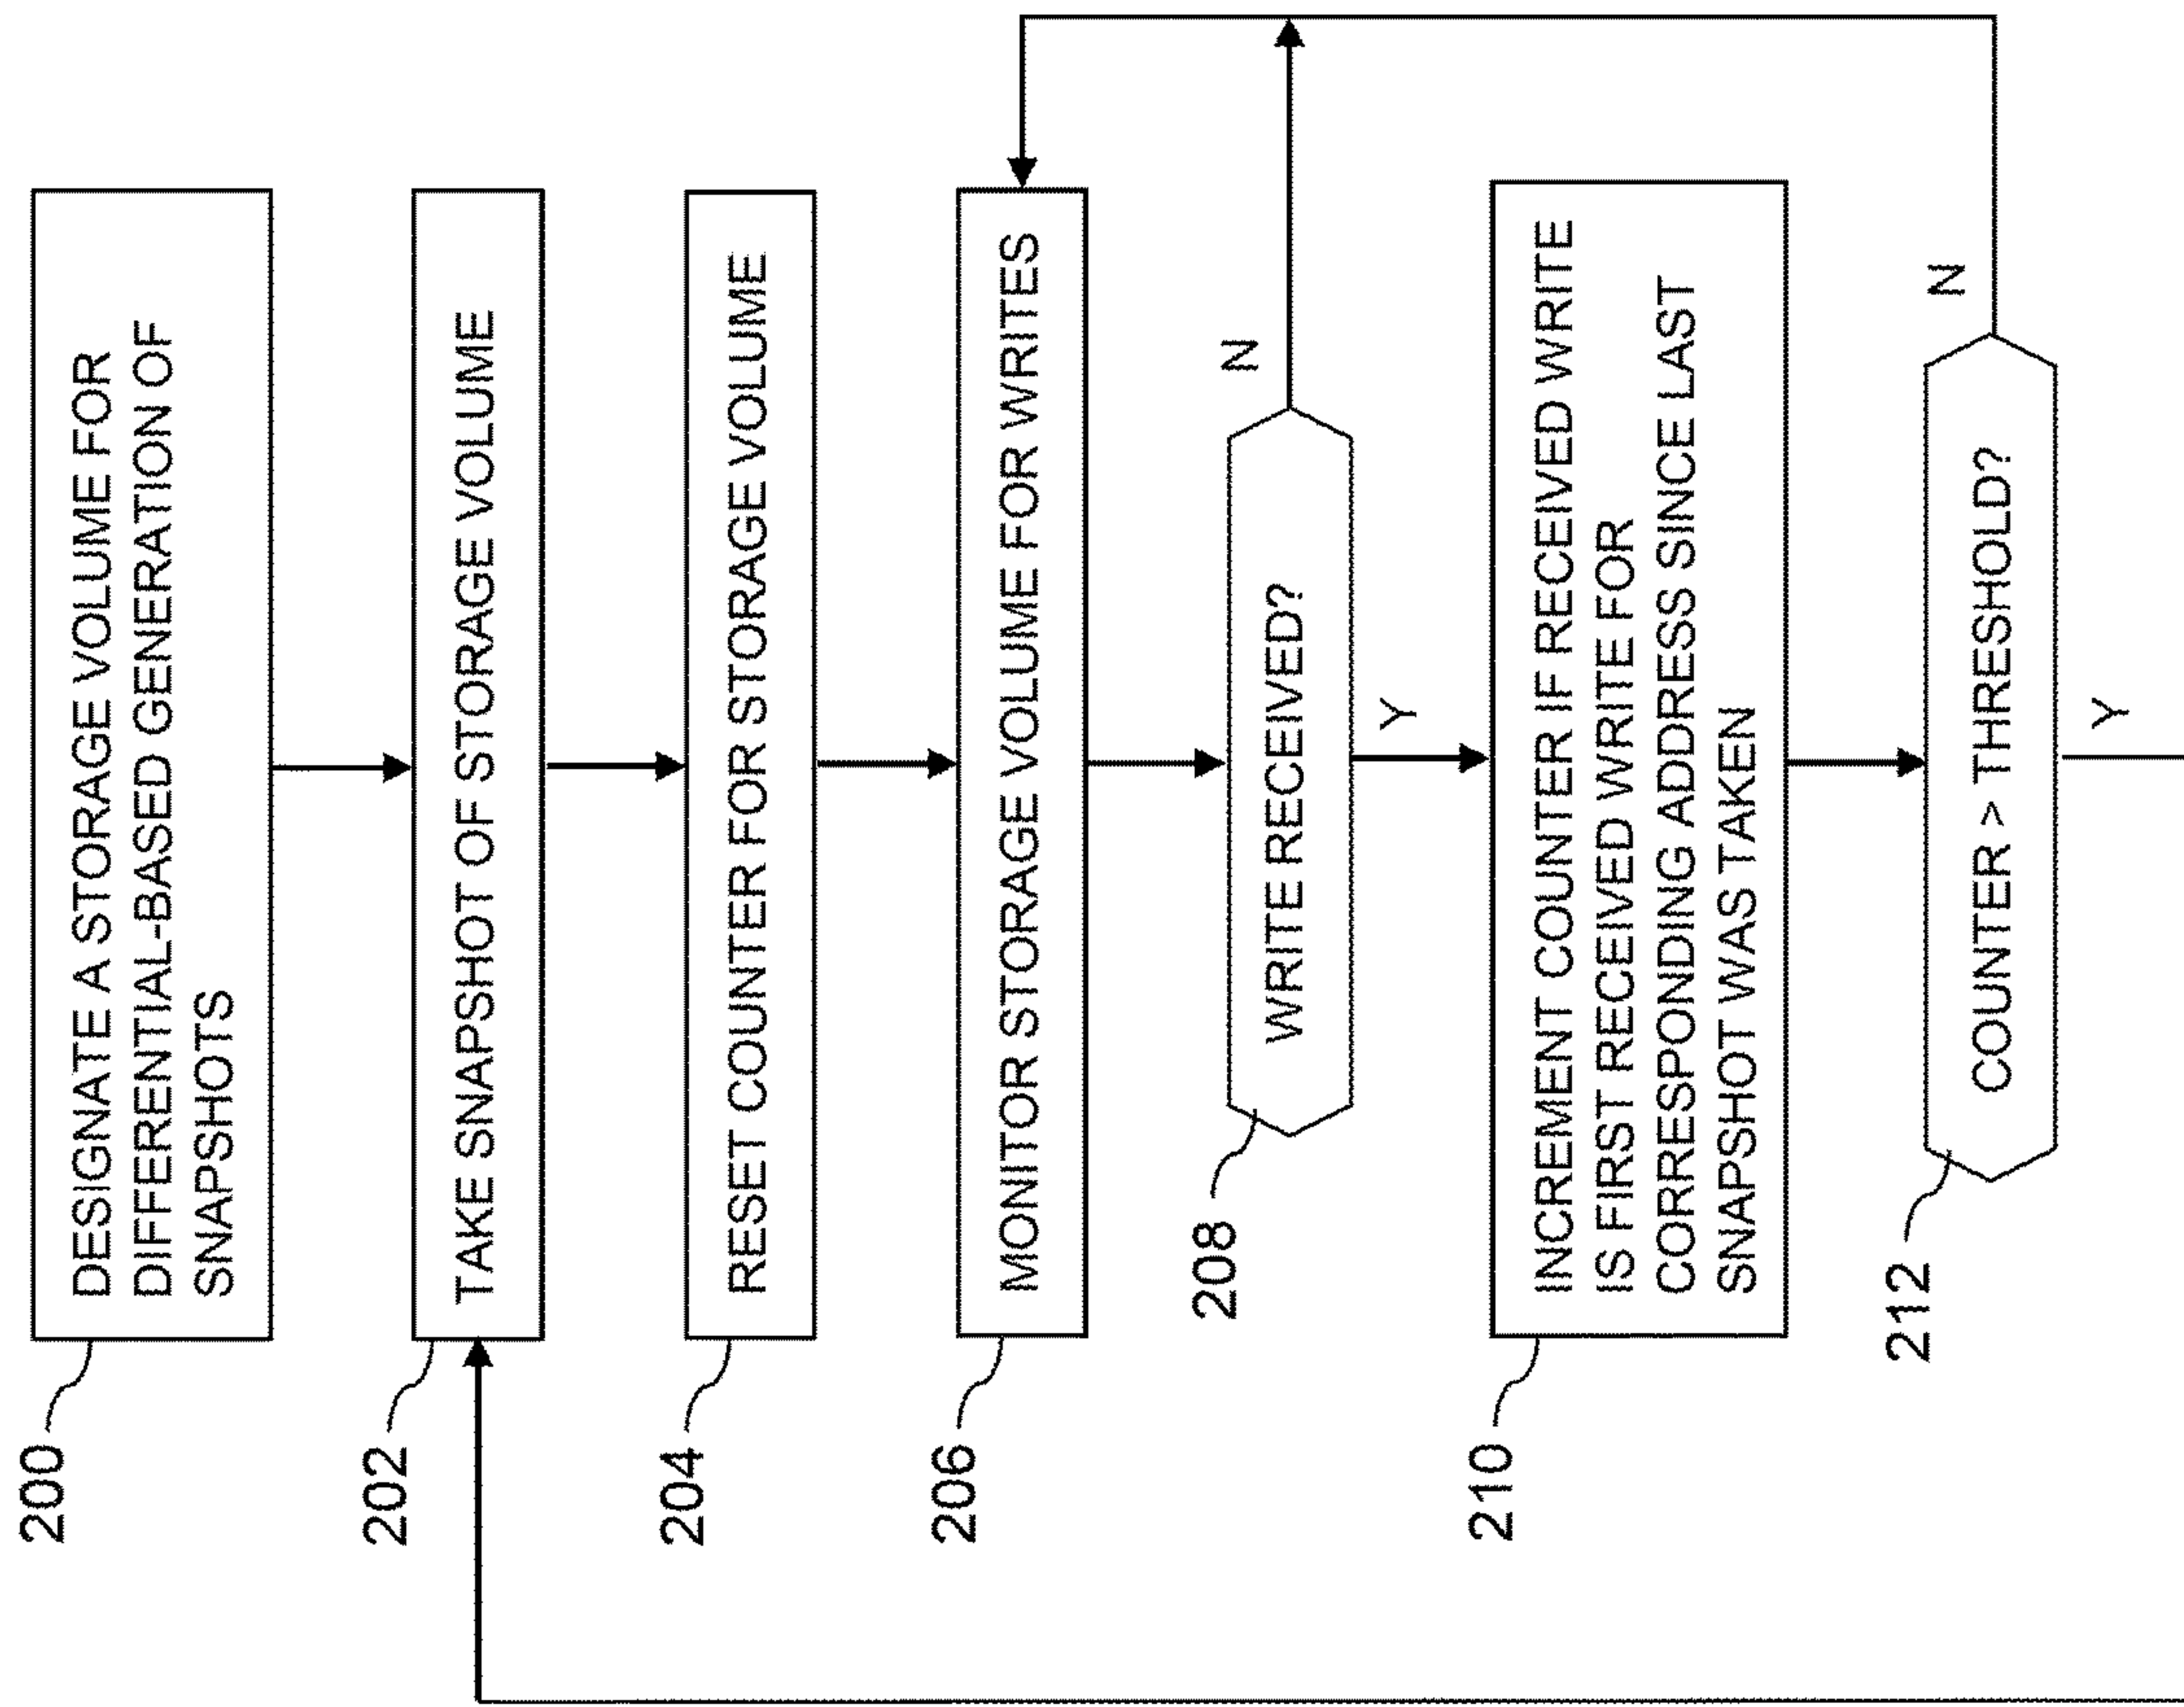 200
DESIGNATE A STORAGE VOLUME FOR
DIFFERENTIAL-BASED GENERATION OF
SNAPSHOTS
202
TAKE SNAPSHOT OF STORAGE VOLUME
204
RESET COUNTER FOR STORAGE VOLUME
206
MONITOR STORAGE VOLUME FOR WRITES
208
WRITE RECEIVED?
N
Y
210
INCREMENT COUNTER IF RECEIVED WRITE
IS FIRST RECEIVED WRITE FOR
CORRESPONDING ADDRESS SINCE LAST
SNAPSHOT WAS TAKEN
212
COUNTER > THRESHOLD?
N
Y